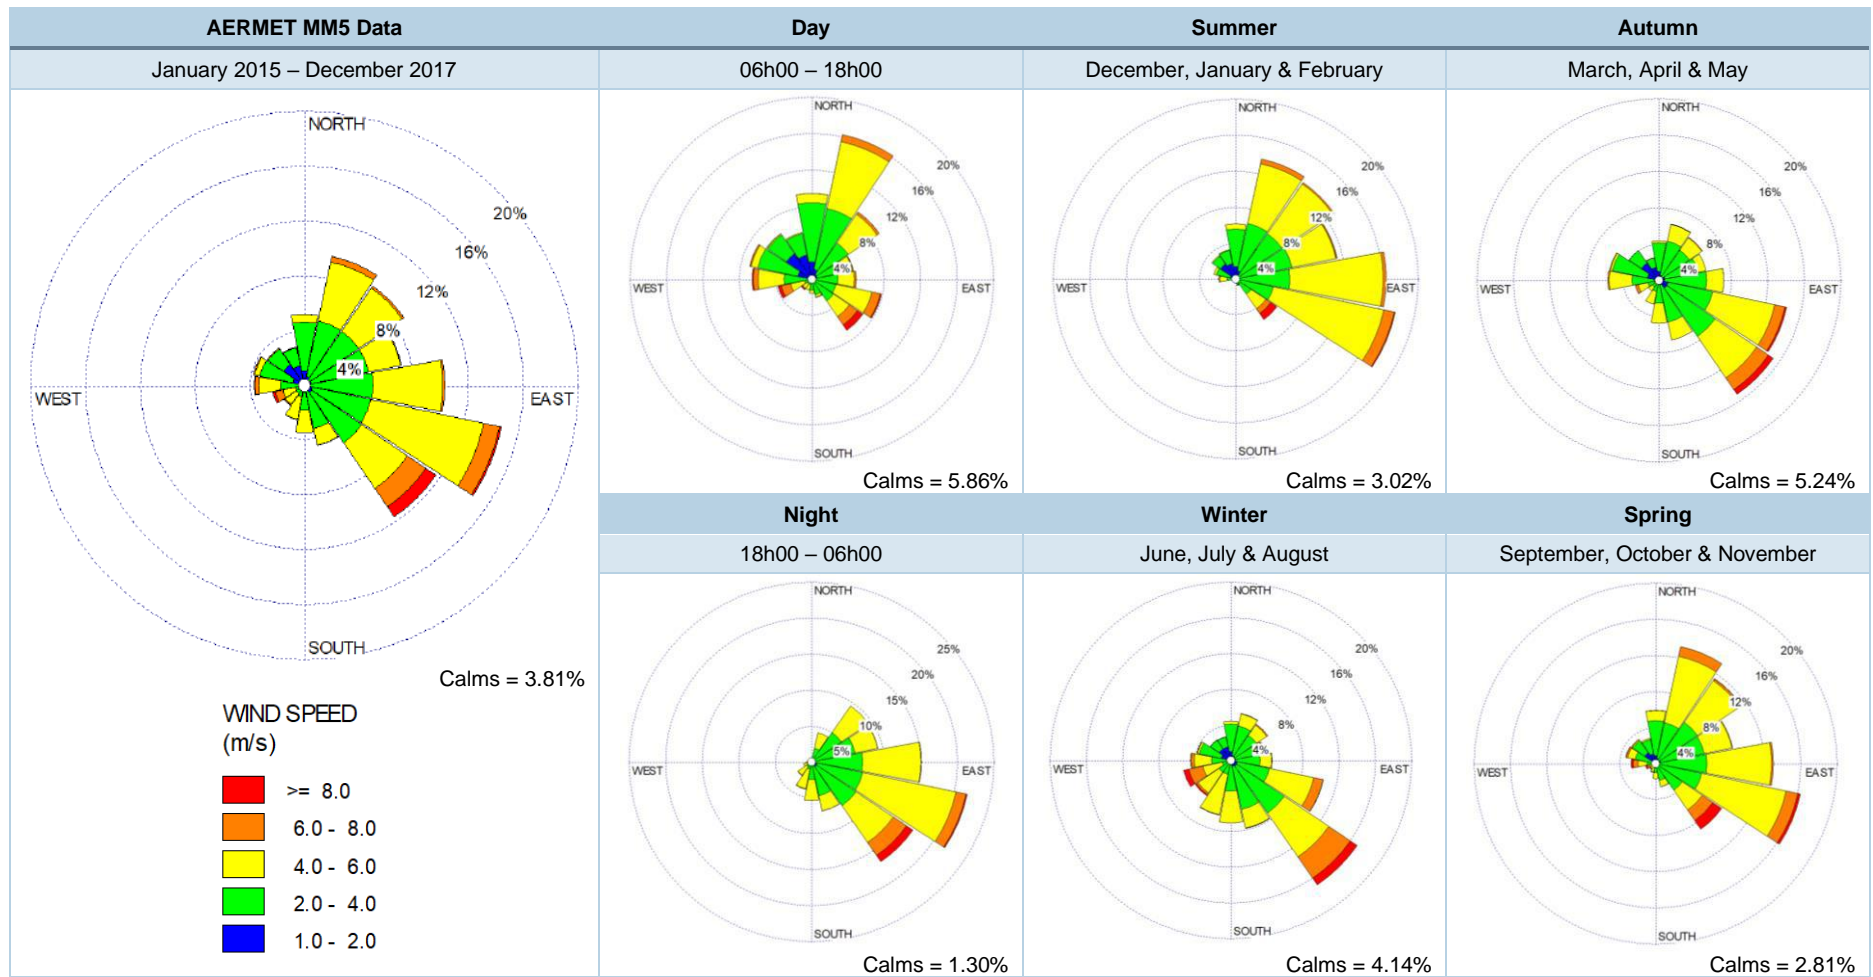 AERMET MM5 Data
January 2015 – December 2017
NORTH
20%
16%
12%
8%
4%
WEST
EAST
SOUTH
Calms = 3.81%
WIND SPEED
(m/s)
>= 8.0
6.0 - 8.0
4.0 - 6.0
2.0 - 4.0
1.0 - 2.0
Day
06h00 – 18h00
NORTH
20%
16%
12%
8%
4%
WEST
EAST
SOUTH
Calms = 5.86%
Summer
December, January & February
NORTH
20%
16%
12%
8%
4%
WEST
EAST
SOUTH
Calms = 3.02%
Autumn
March, April & May
NORTH
20%
16%
12%
8%
4%
WEST
EAST
SOUTH
Calms = 5.24%
Night
18h00 – 06h00
NORTH
25%
20%
15%
10%
5%
WEST
EAST
SOUTH
Calms = 1.30%
Winter
June, July & August
NORTH
20%
16%
12%
8%
4%
WEST
EAST
SOUTH
Calms = 4.14%
Spring
September, October & November
NORTH
20%
16%
12%
8%
4%
WEST
EAST
SOUTH
Calms = 2.81%